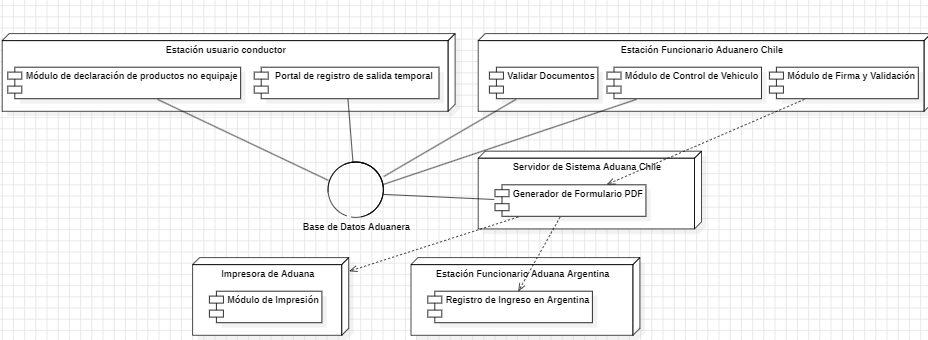 Estación usuario conductor
Módulo de declaración de productos no equipaje
Portal de registro de salida temporal
Estación Funcionario Aduanero Chile
Validar Documentos
Módulo de Control de Vehiculo
Módulo de Firma y Validación
Base de Datos Aduanera
Servidor de Sistema Aduana Chile
Generador de Formulario PDF
Impresora de Aduana
Módulo de Impresión
Estación Funcionario Aduana Argentina
Registro de Ingreso en Argentina